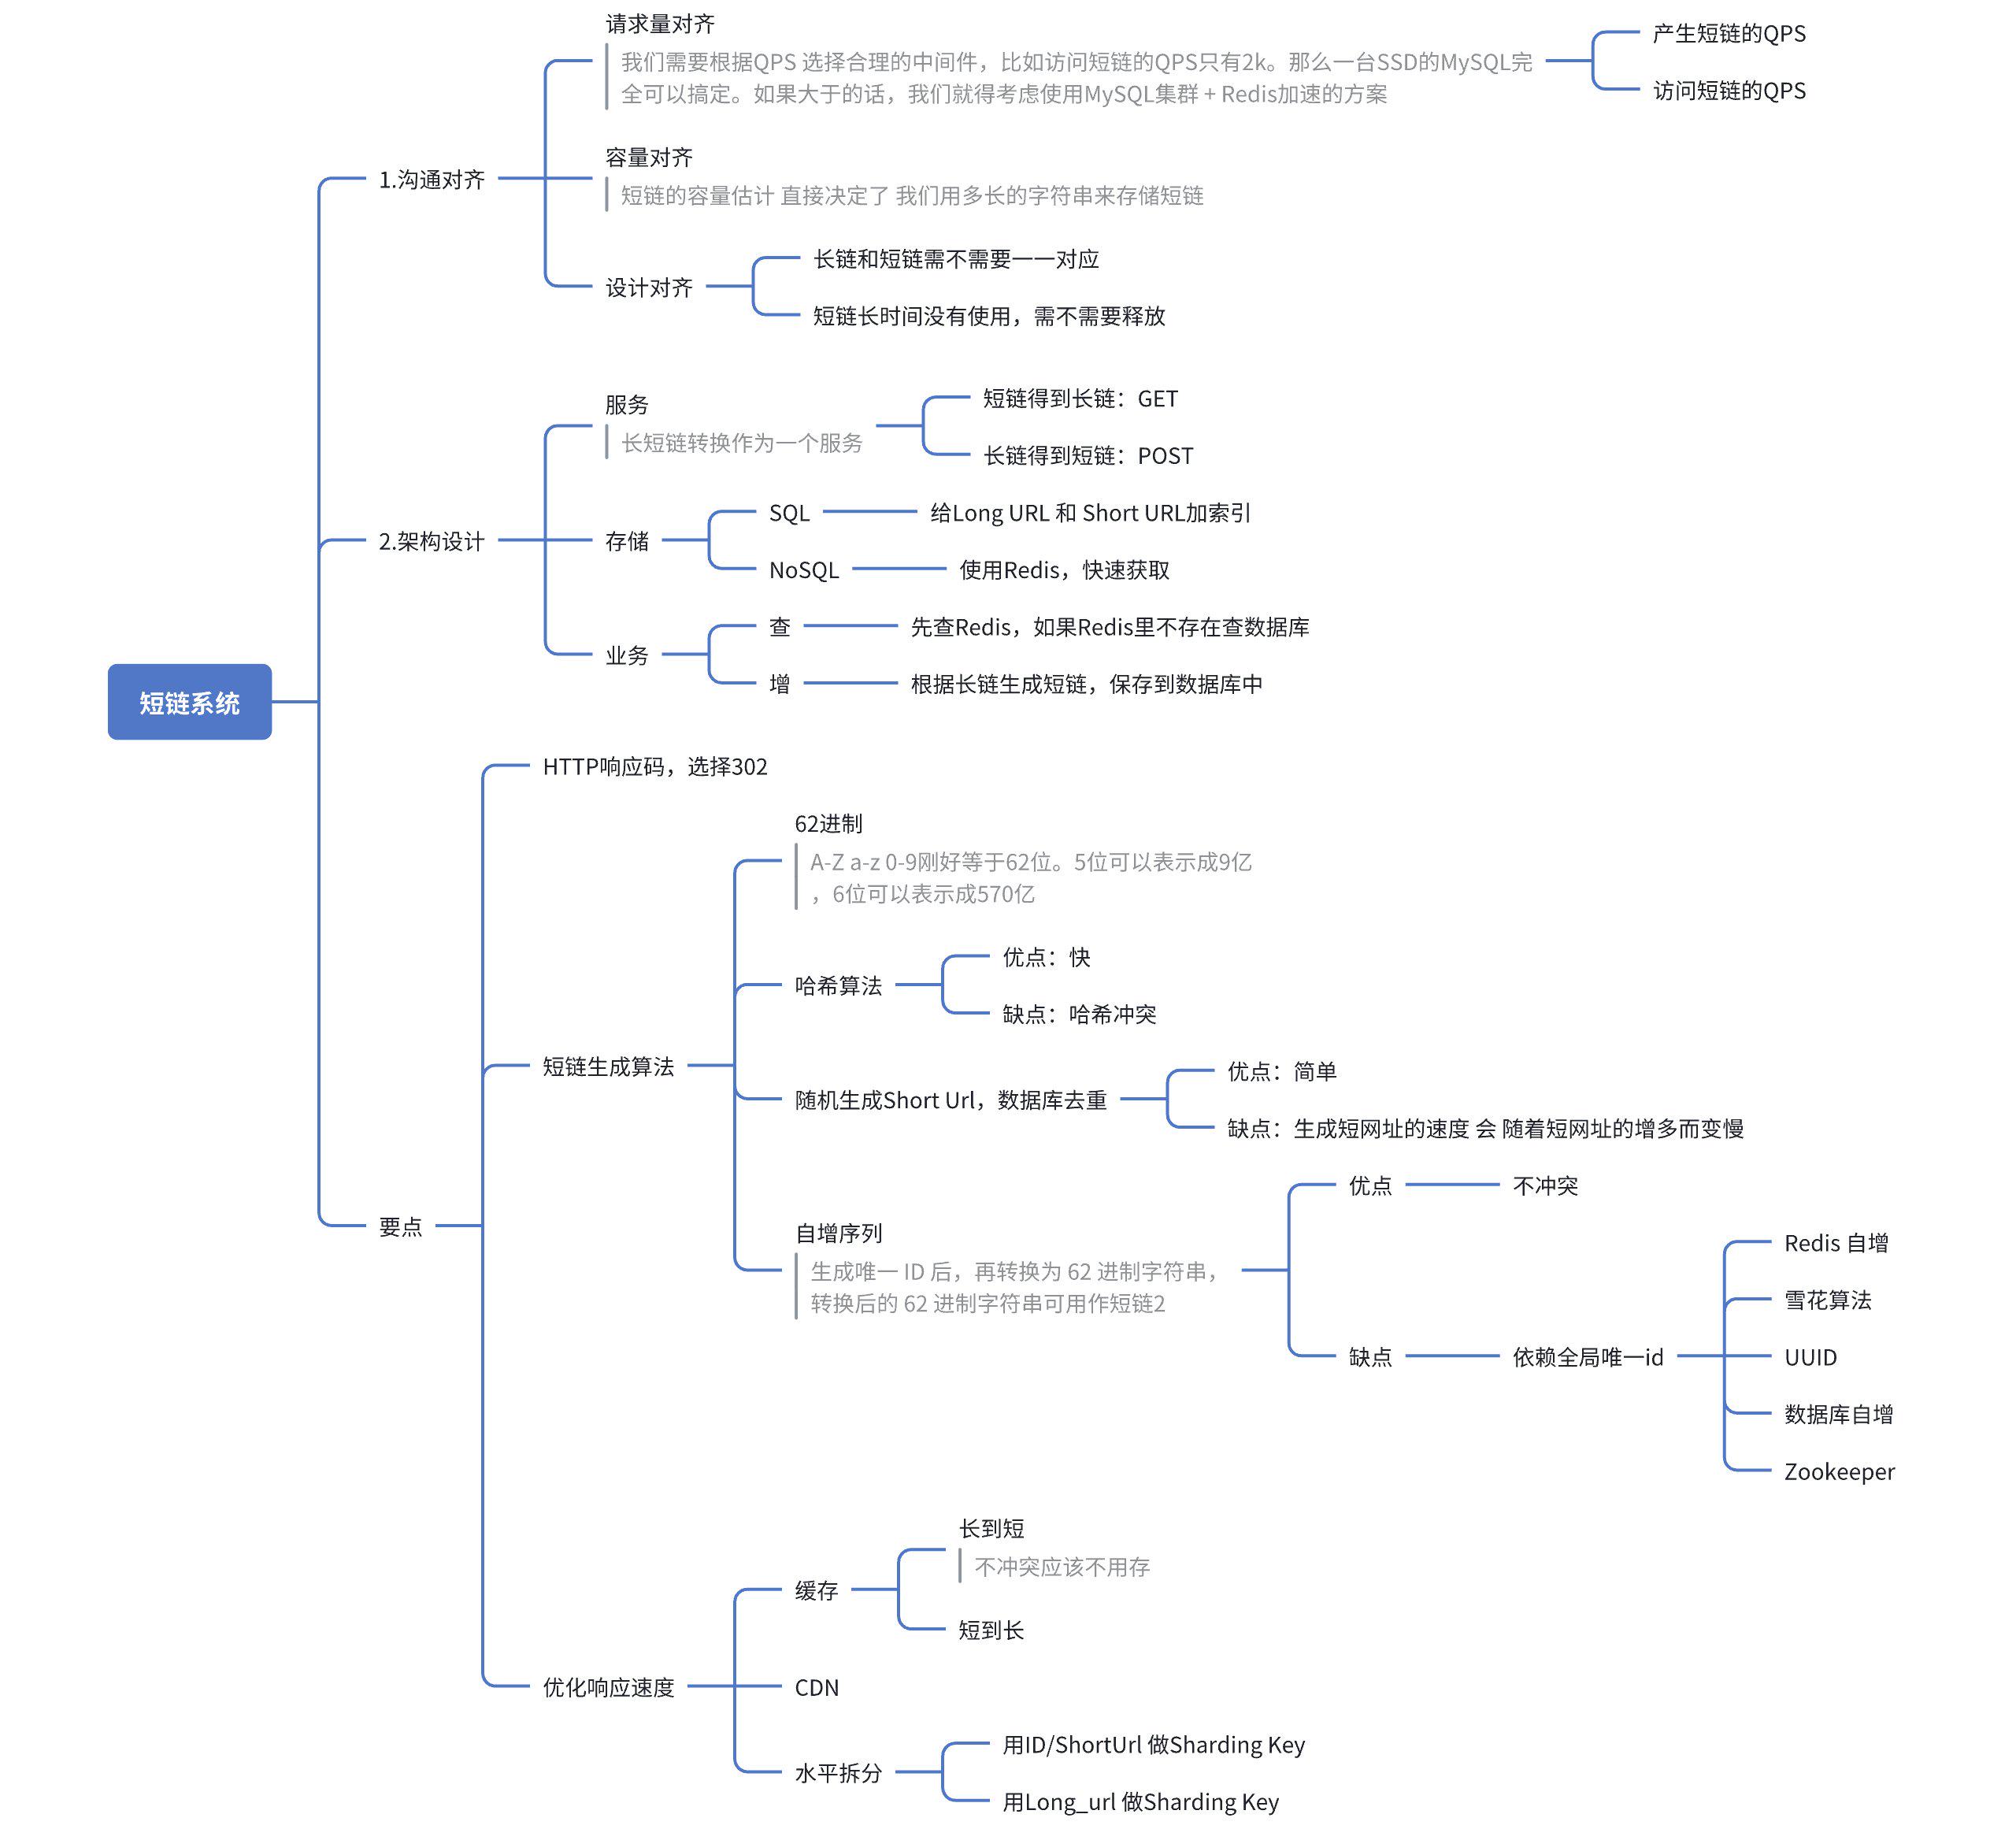 短链系统
1.沟通对齐
请求量对齐
我们需要根据QPS 选择合理的中间件，比如访问短链的QPS只有2k。那么一台SSD的MySQL完
全可以搞定。如果大于的话，我们就得考虑使用MySQL集群 + Redis加速的方案
产生短链的QPS
访问短链的QPS
容量对齐
短链的容量估计 直接决定了 我们用多长的字符串来存储短链
设计对齐
长链和短链需不需要一一对应
短链长时间没有使用，需不需要释放
2.架构设计
服务
长短链转换作为一个服务
短链得到长链：GET
长链得到短链：POST
存储
SQL
给Long URL 和 Short URL加索引
NoSQL
使用Redis，快速获取
业务
查
先查Redis，如果Redis里不存在查数据库
增
根据长链生成短链，保存到数据库中
要点
HTTP响应码，选择302
短链生成算法
62进制
A-Z a-z 0-9刚好等于62位。5位可以表示成9亿
，6位可以表示成570亿
哈希算法
优点：快
缺点：哈希冲突
随机生成Short Url，数据库去重
优点：简单
缺点：生成短网址的速度 会 随着短网址的增多而变慢
自增序列
生成唯一 ID 后，再转换为 62 进制字符串，
转换后的 62 进制字符串可用作短链2
优点
不冲突
缺点
依赖全局唯一id
Redis 自增
雪花算法
UUID
数据库自增
Zookeeper
优化响应速度
缓存
长到短
不冲突应该不用存
短到长
CDN
水平拆分
用ID/ShortUrl 做Sharding Key
用Long_url 做Sharding Key